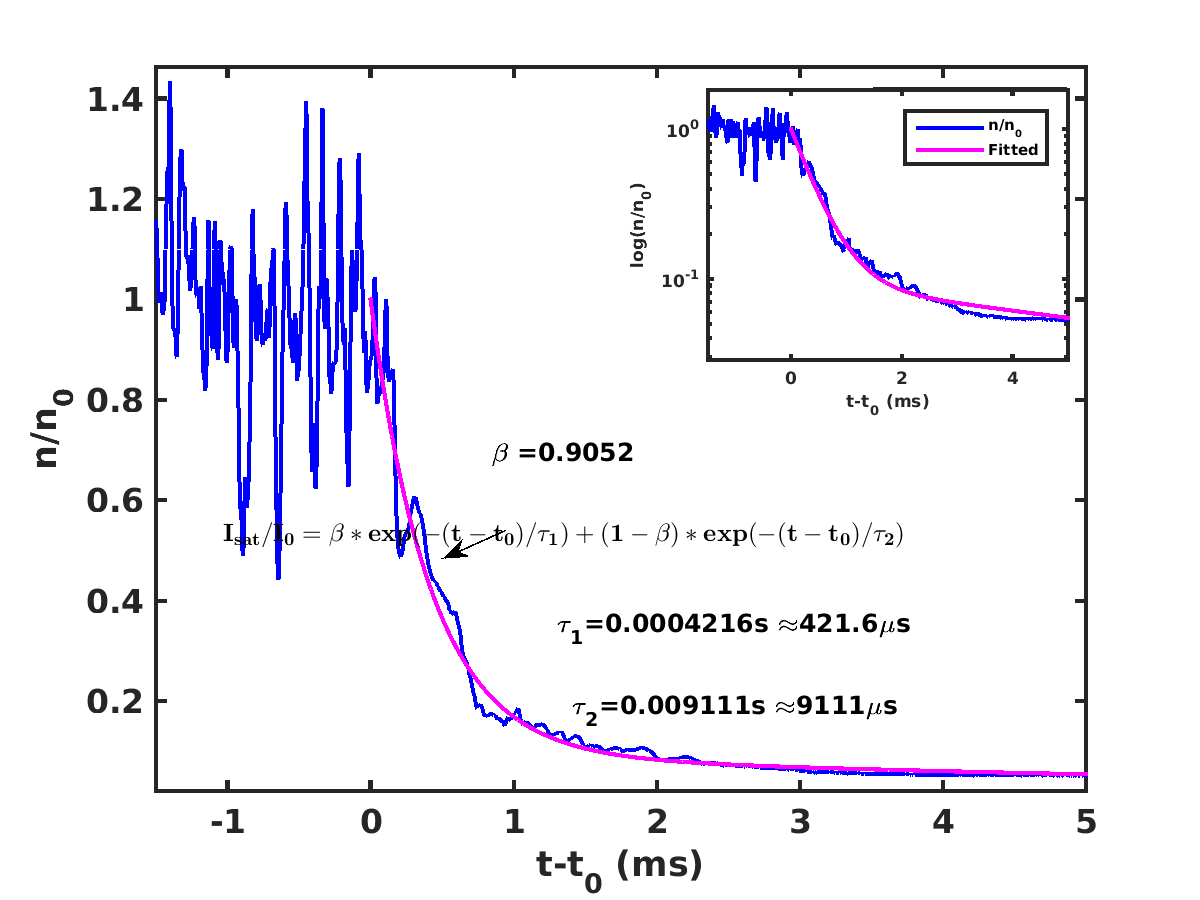 1.4
1.2
1
0.8
0.6
0.4
0.2
n/n0
-1
0
1
2
3
4
5
t-t0 (ms)
β =0.9052
Isat/I0 = β ∗ exp(−(t − t0)/τ1) + (1 − β) ∗ exp(−(t − t0)/τ2)
τ1=0.0004216s ≈421.6μs
τ2=0.009111s ≈9111μs
10^0
10^-1
log(n/n0)
n/n0
Fitted
0
2
4
t-t0 (ms)